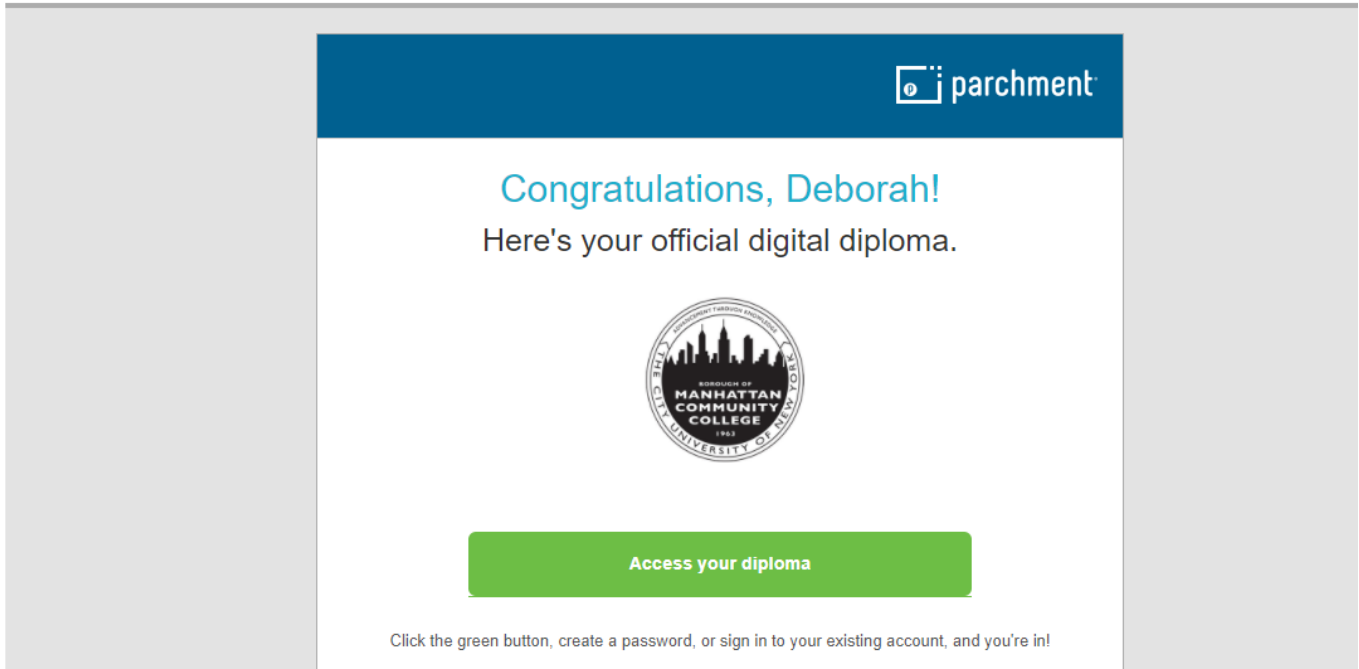 parchment
Congratulations, Deborah!
Here's your official digital diploma.
ADVANCEMENT THROUGH KNOWLEDGE
BOROUGH OF
MANHATTAN
COMMUNITY
COLLEGE
1963
THE CITY UNIVERSITY OF NEW YORK
Access your diploma
Click the green button, create a password, or sign in to your existing account, and you're in!